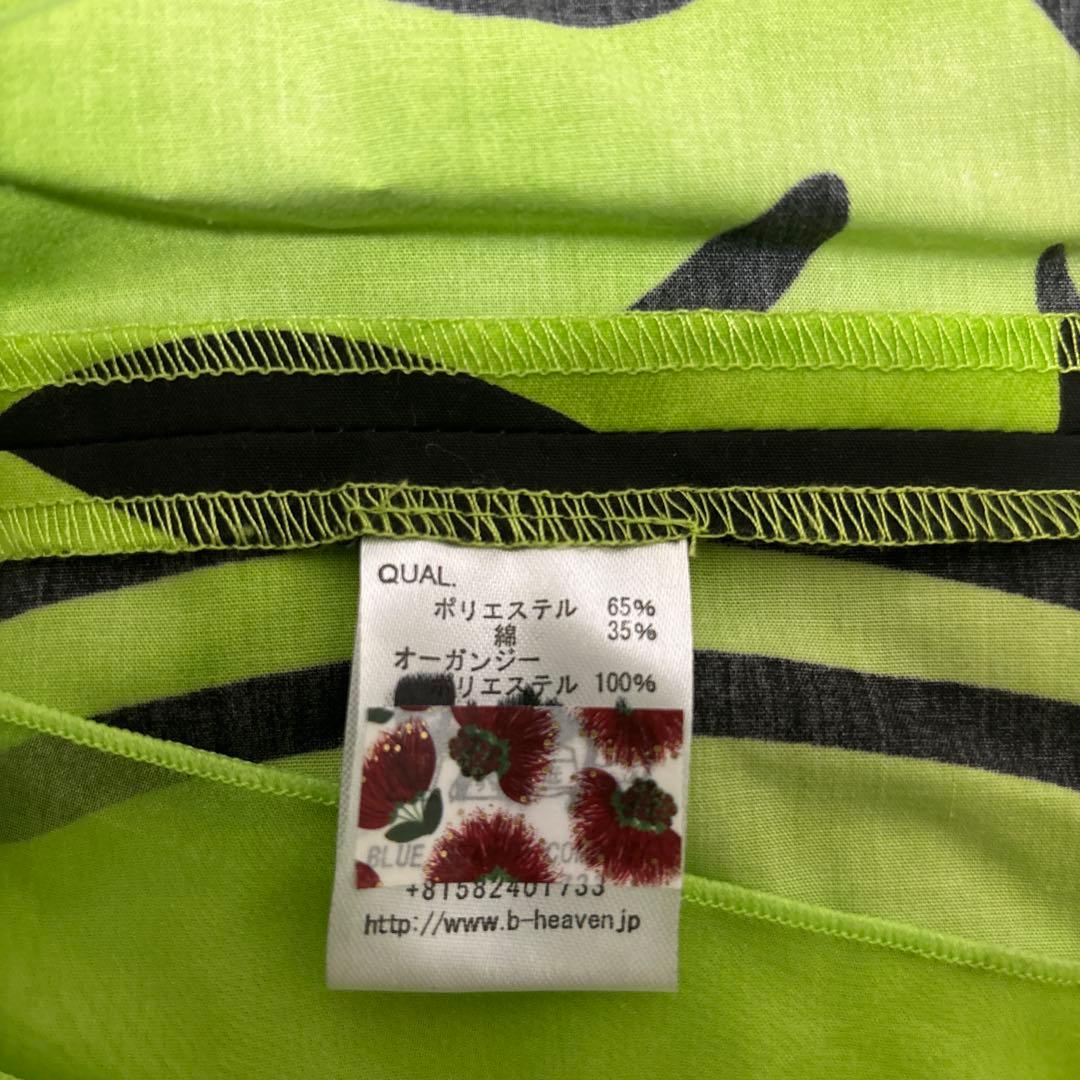 QUAL.
ポリエステル 65%
綿 35%
オーガンジー
リエステル 100%
BLUE
+81582401733
http://www.b-heaven.jp